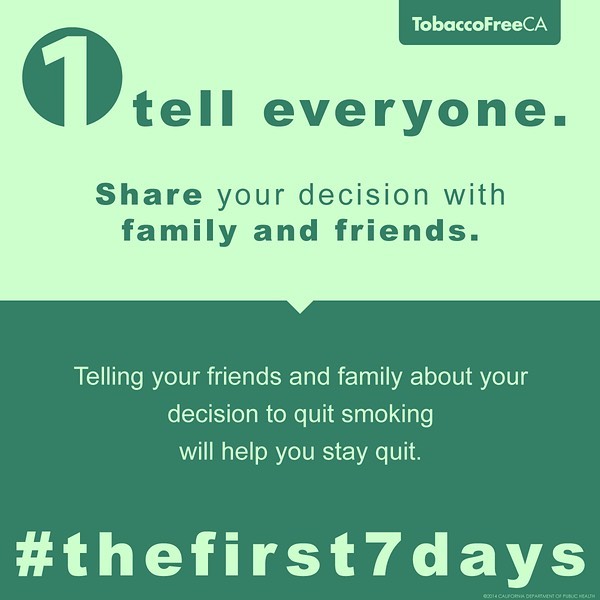 TobaccoFreeCA
1 tell everyone.
Share your decision with
family and friends.
Telling your friends and family about your
decision to quit smoking
will help you stay quit.
#thefirst7days
©2014 CALIFORNIA DEPARTMENT OF PUBLIC HEALTH